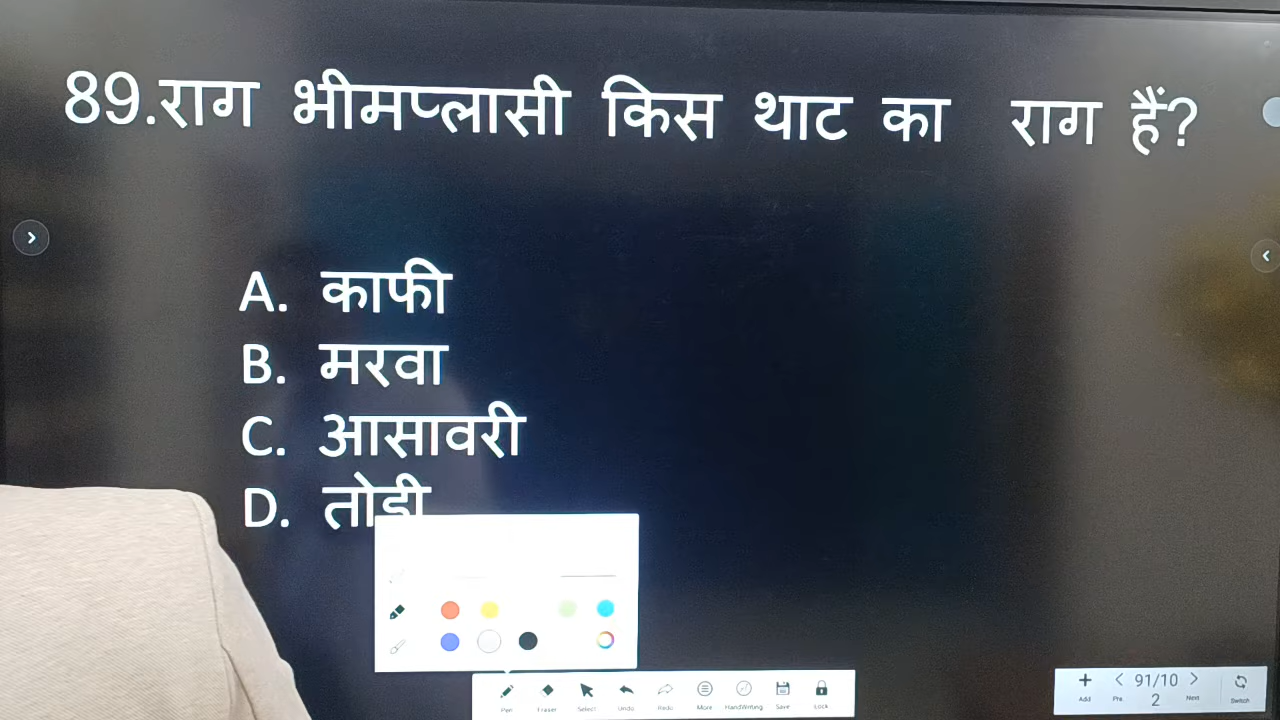 89.राग भीमप्लासी किस थाट का राग हैं?
A. काफी
B. मरवा
C. आसावरी
D. तोडी
Pen Eraser Select Undo Redo More HandWriting Save Lock
Add Pre. 91/10 Next Switch
2